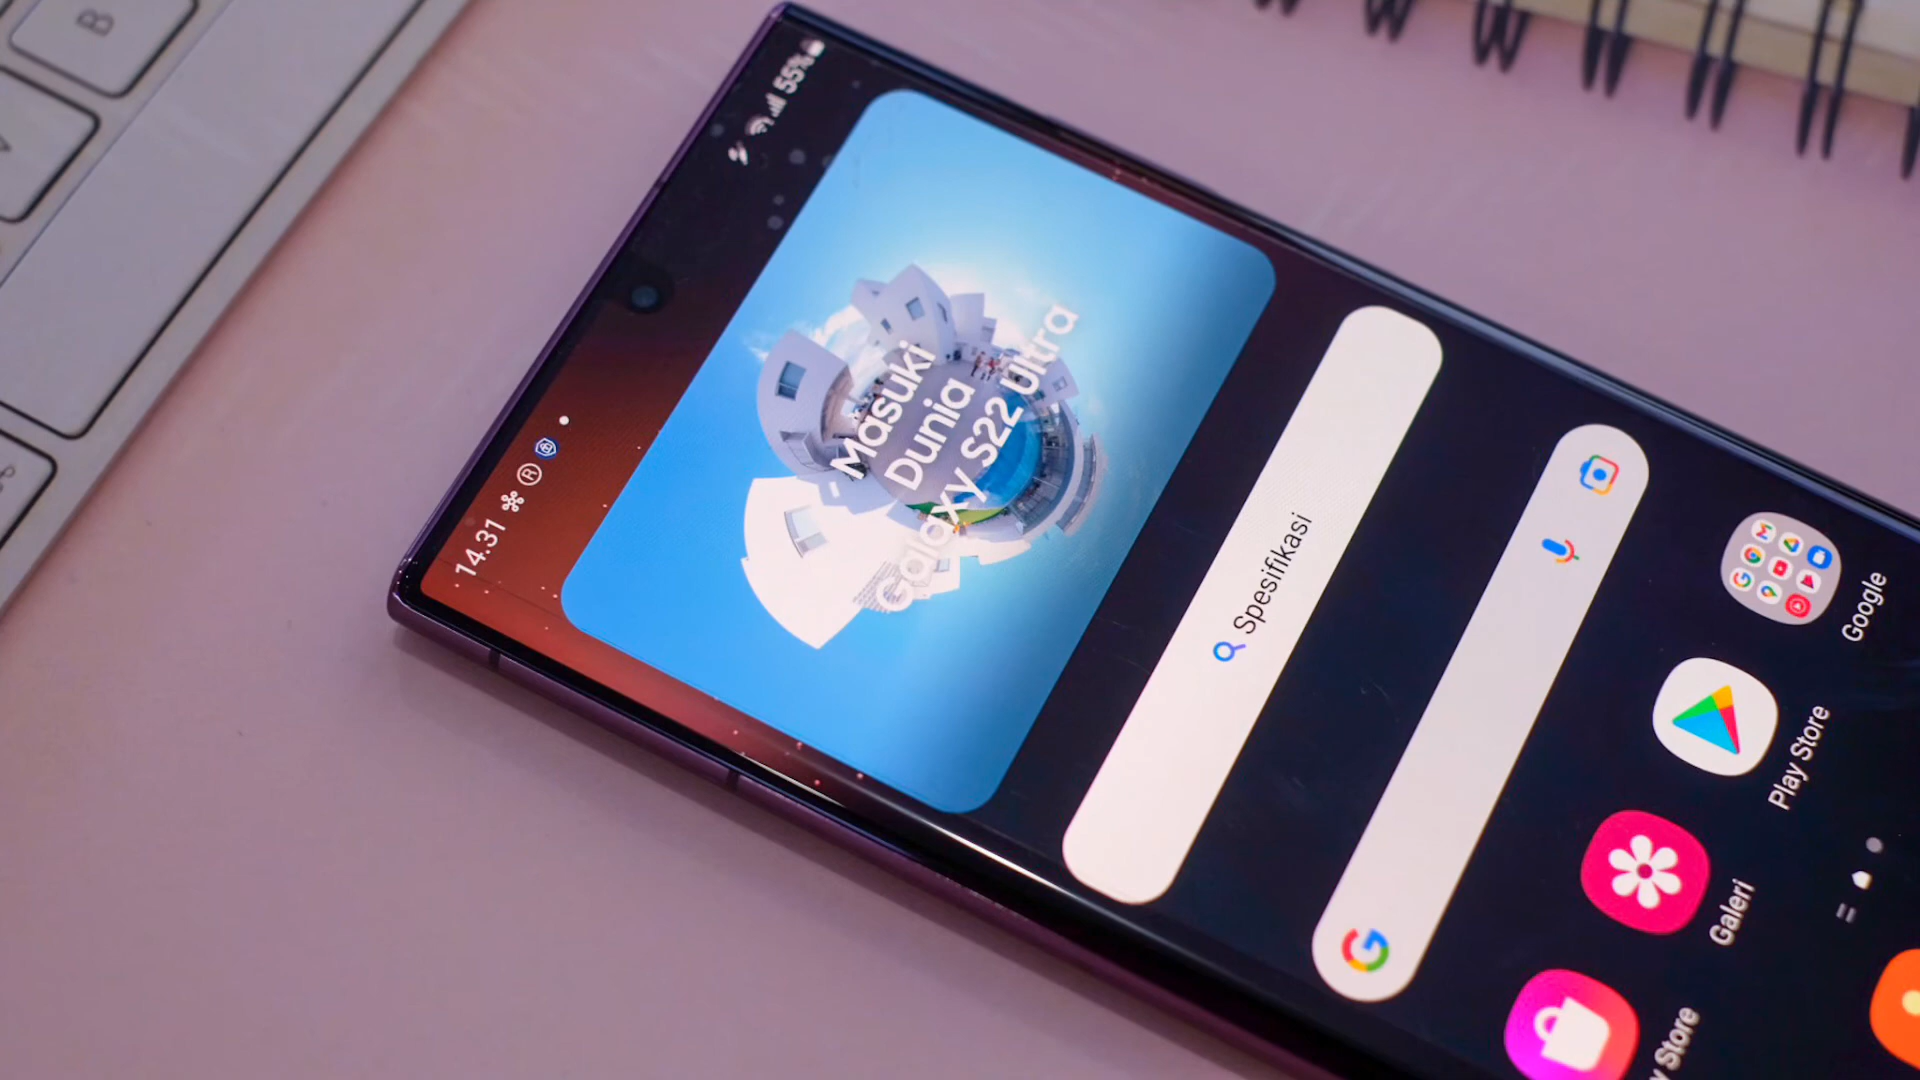 14.31
55%
Masuki
Dunia
Galaxy S22 Ultra
Spesifikasi
Google
Play Store
Galeri
y Store
B